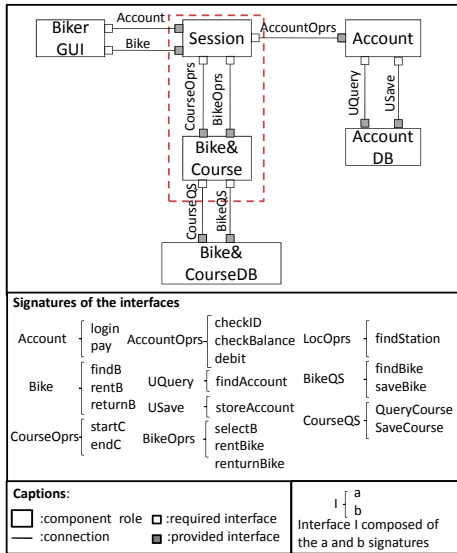 Biker
GUI
Account
Bike
Session
AccountOprs
Account
CourseOprs
BikeOprs
UQuery
USave
Bike&
Course
Account
DB
CourseQS
BikeQS
Bike&
CourseDB
Signatures of the interfaces
Account
login
pay
AccountOprs
checkID
checkBalance
debit
LocOprs
findStation
Bike
findB
rentB
returnB
UQuery
findAccount
BikeQS
findBike
saveBike
USave
storeAccount
CourseOprs
startC
endC
BikeOprs
selectB
rentBike
renturnBike
CourseQS
QueryCourse
SaveCourse
Captions:
:component role
:required interface
:connection
:provided interface
I
a
b
Interface I composed of
the a and b signatures